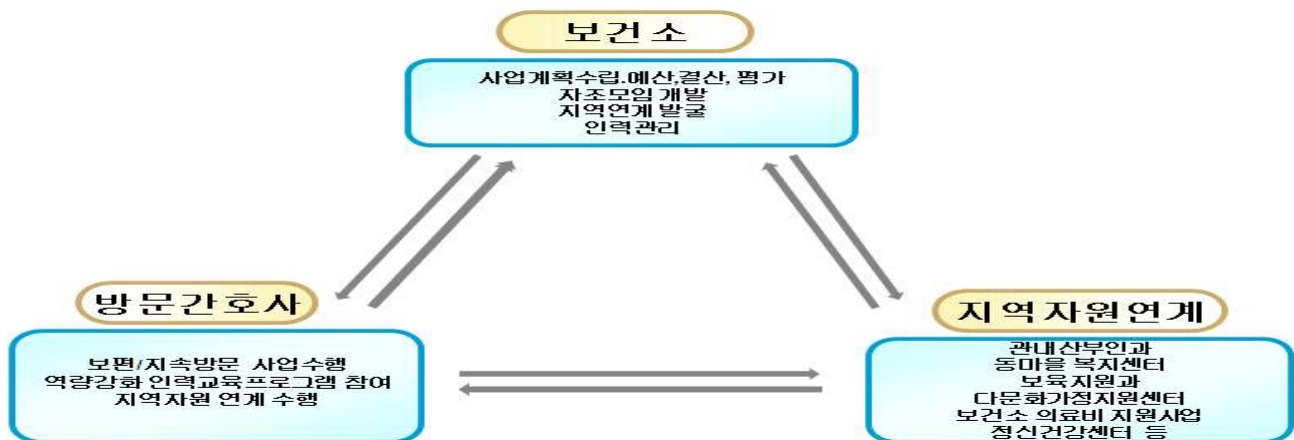 보건소
사업계획수립.예산,결산, 평가
자조모임 개발
지역연계 발굴
인력관리
방문간호사
보편/지속방문 사업수행
역량강화 인력교육프로그램 참여
지역자원 연계 수행
지역자원연계
관내산부인과
동마을 복지센터
보육지원과
다문화가정지원센터
보건소 의료비 지원사업
정신건강센터 등